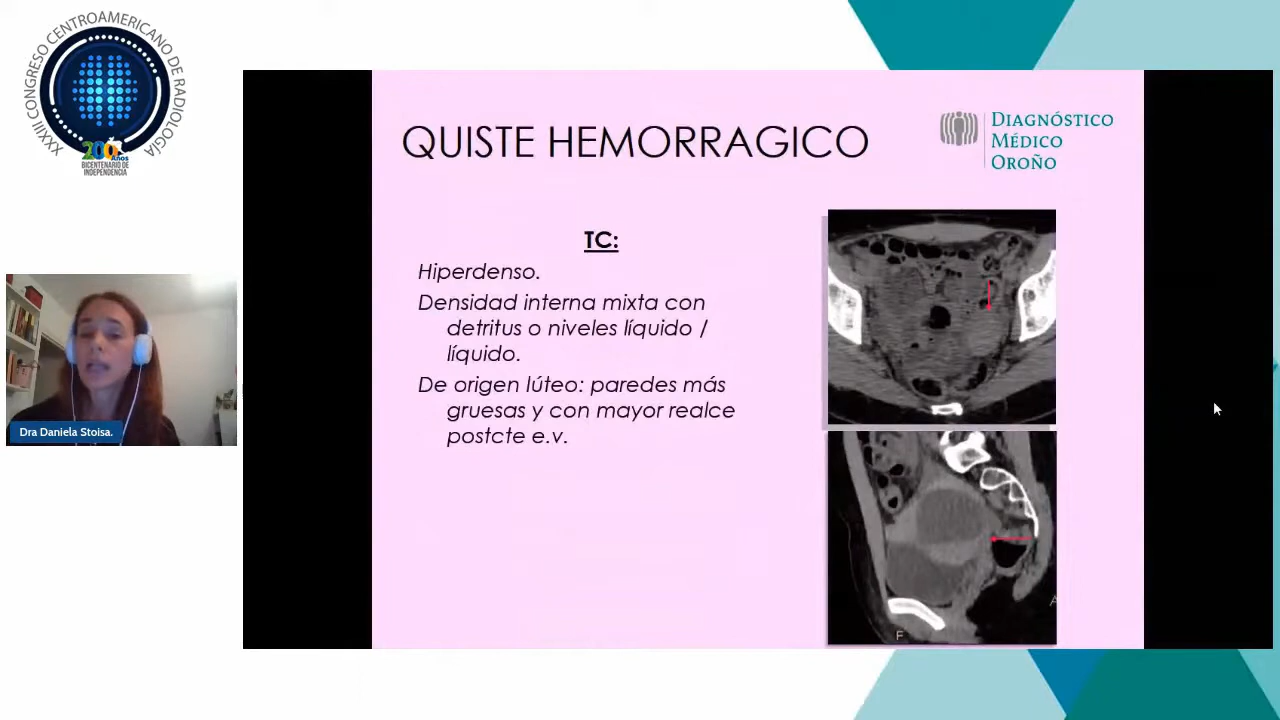 XXXIII CONGRESO CENTROAMERICANO DE RADIOLOGÍA
200 Años
BICENTENARIO DE
INDEPENDENCIA
QUISTE HEMORRAGICO
DIAGNÓSTICO
MÉDICO
OROÑO
TC:
Hiperdenso.
Densidad interna mixta con
detritus o niveles líquido /
líquido.
De origen lúteo: paredes más
gruesas y con mayor realce
postcte e.v.
Dra Daniela Stoisa.
A
F